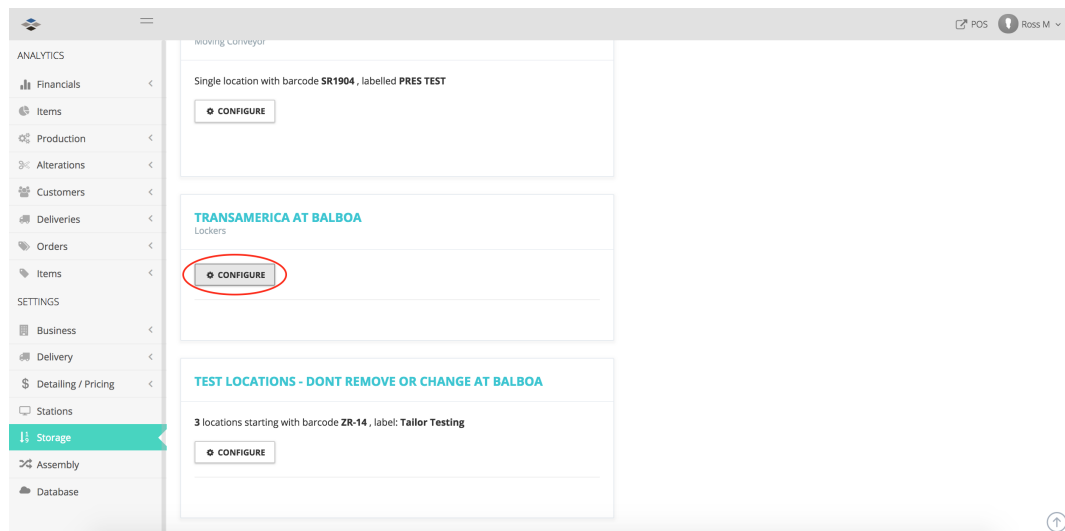 POS
Ross M
ANALYTICS
Financials
Items
Production
Alterations
Customers
Deliveries
Orders
Items
SETTINGS
Business
Delivery
Detailing / Pricing
Stations
Storage
Assembly
Database
Moving Conveyor
Single location with barcode SR1904 , labelled PRES TEST
CONFIGURE
TRANSAMERICA AT BALBOA
Lockers
CONFIGURE
TEST LOCATIONS - DONT REMOVE OR CHANGE AT BALBOA
3 locations starting with barcode ZR-14 , label: Tailor Testing
CONFIGURE